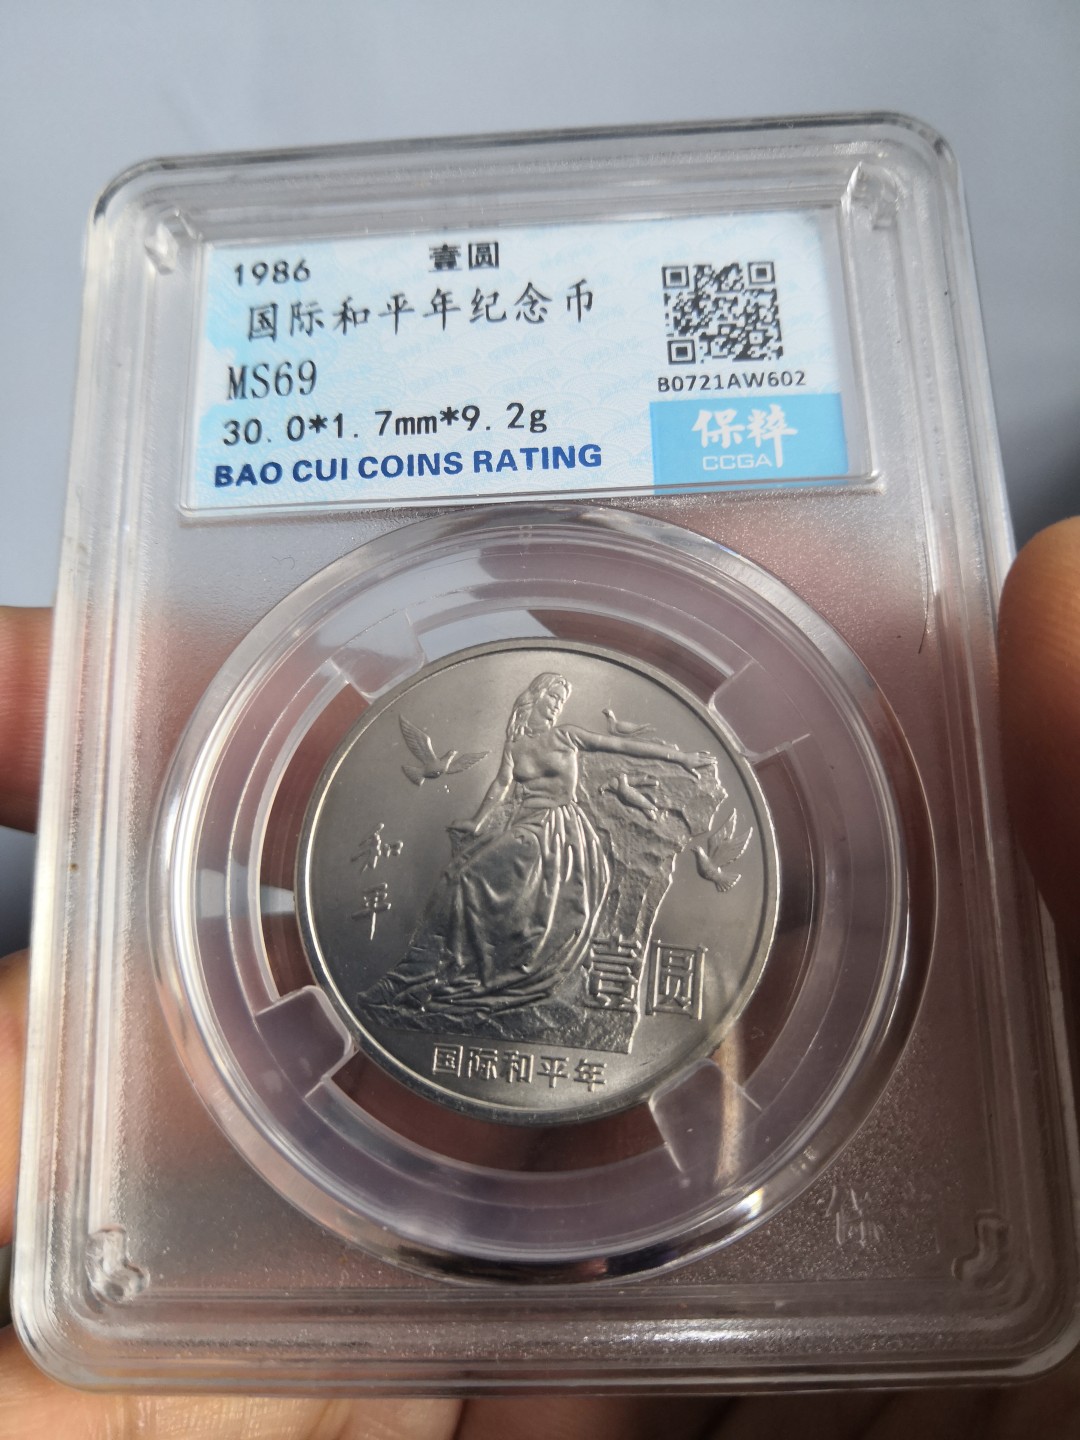 1986 壹圆
国际和平年纪念币
MS69
30.0*1.7mm*9.2g
BAO CUI COINS RATING
B0721AW602
保粹
CCGA
和平
壹圆
国际和平年